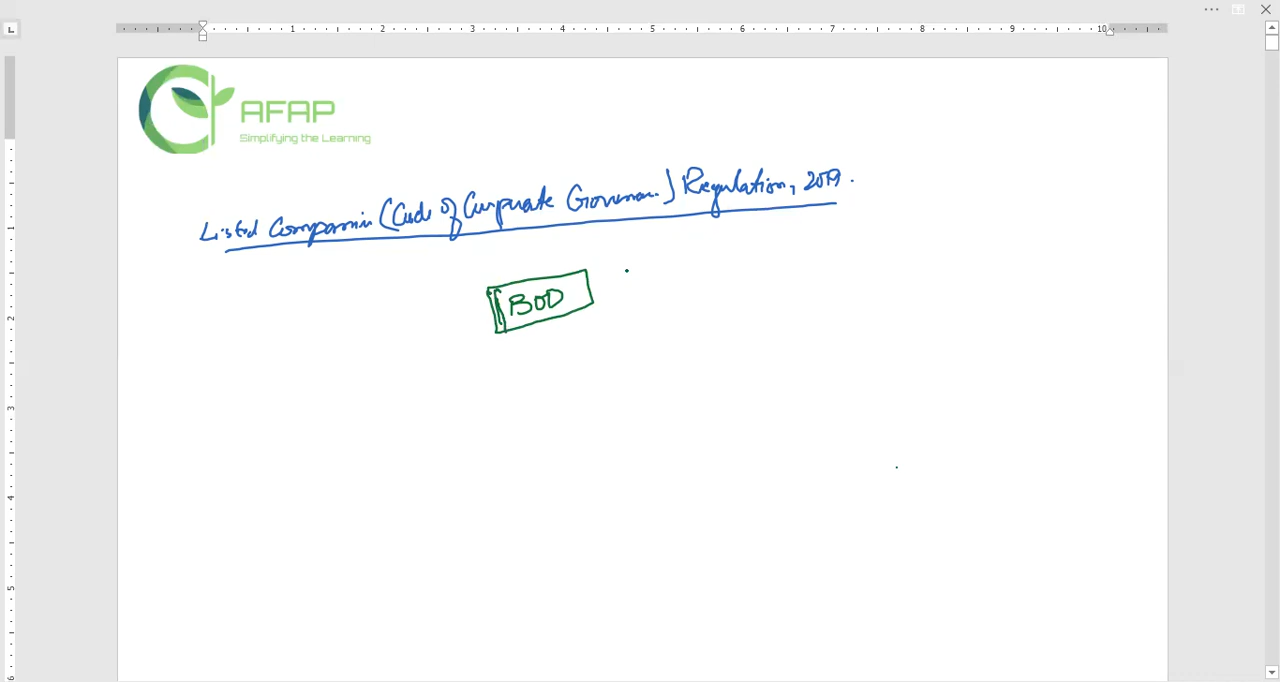 AFAP
Simplifying the Learning
Listed Companies (Code of Corporate Governance) Regulation, 2019.
BOD